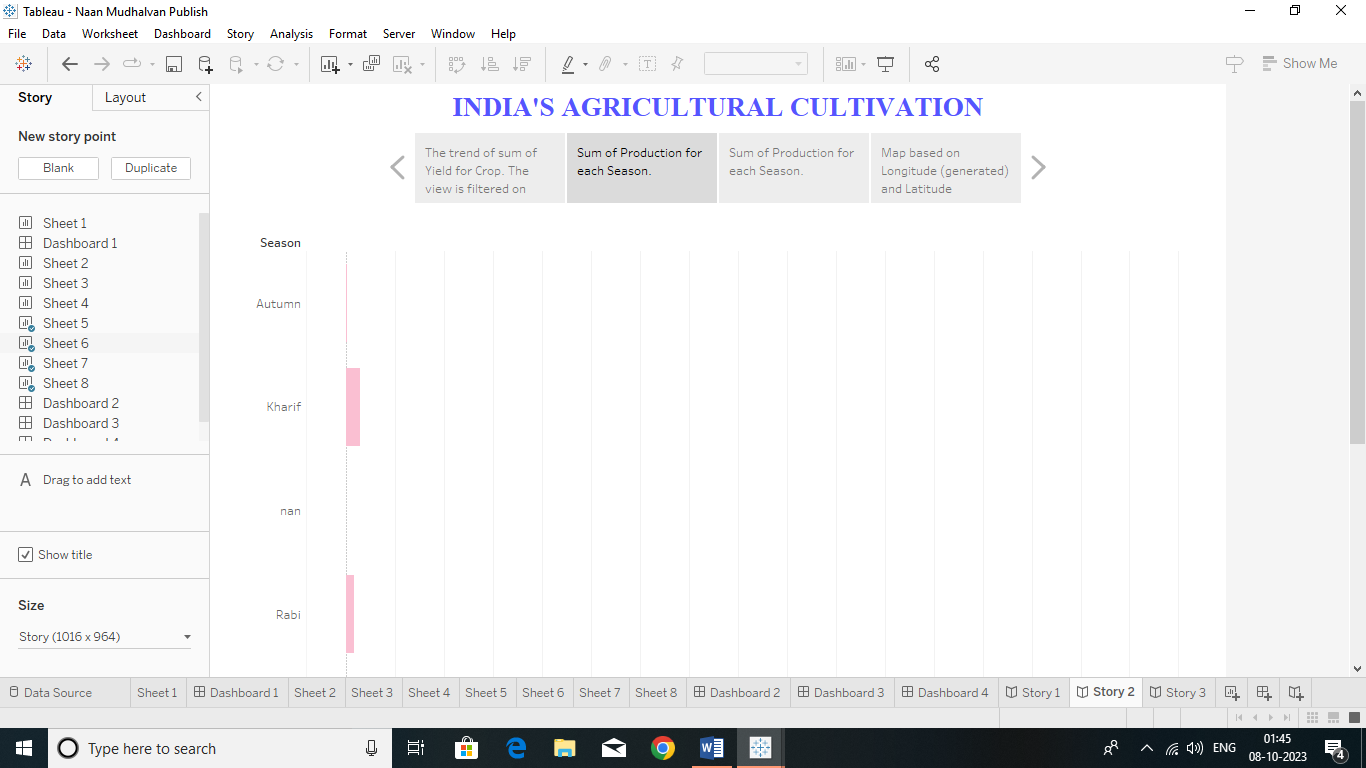 Tableau - Naan Mudhalvan Publish
File Data Worksheet Dashboard Story Analysis Format Server Window Help
Show Me
Story Layout
New story point
Blank Duplicate
Sheet 1
Dashboard 1
Sheet 2
Sheet 3
Sheet 4
Sheet 5
Sheet 6
Sheet 7
Sheet 8
Dashboard 2
Dashboard 3
A Drag to add text
Show title
Size
Story (1016 x 964)
INDIA'S AGRICULTURAL CULTIVATION
The trend of sum of
Yield for Crop. The
view is filtered on
Sum of Production for
each Season.
Sum of Production for
each Season.
Map based on
Longitude (generated)
and Latitude
Season
Autumn
Kharif
nan
Rabi
Data Source Sheet 1 Dashboard 1 Sheet 2 Sheet 3 Sheet 4 Sheet 5 Sheet 6 Sheet 7 Sheet 8 Dashboard 2 Dashboard 3 Dashboard 4 Story 1 Story 2 Story 3
Type here to search
ENG
01:45
08-10-2023
4